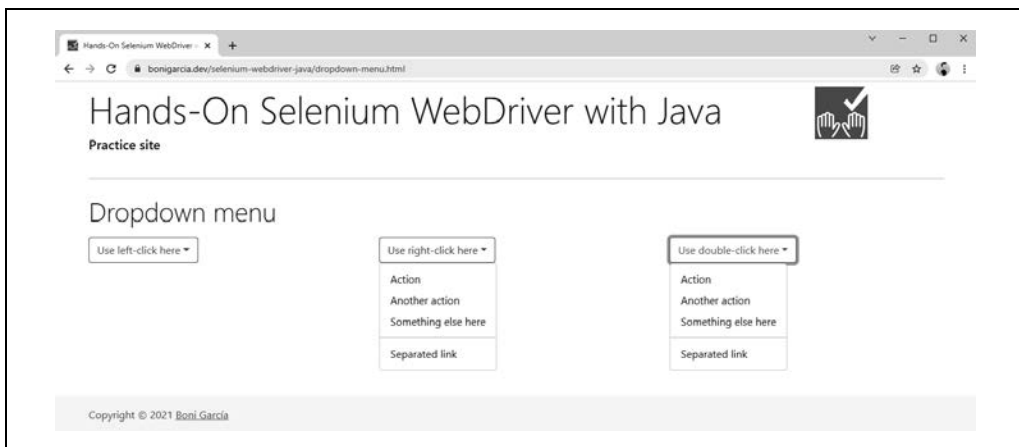 Hands-On Selenium WebDriver -
bonigarcia.dev/selenium-webdriver-java/dropdown-menu.html
Hands-On Selenium WebDriver with Java
Practice site
Dropdown menu
Use left-click here
Use right-click here
Use double-click here
Action
Another action
Something else here
Separated link
Action
Another action
Something else here
Separated link
Copyright © 2021 Boni García